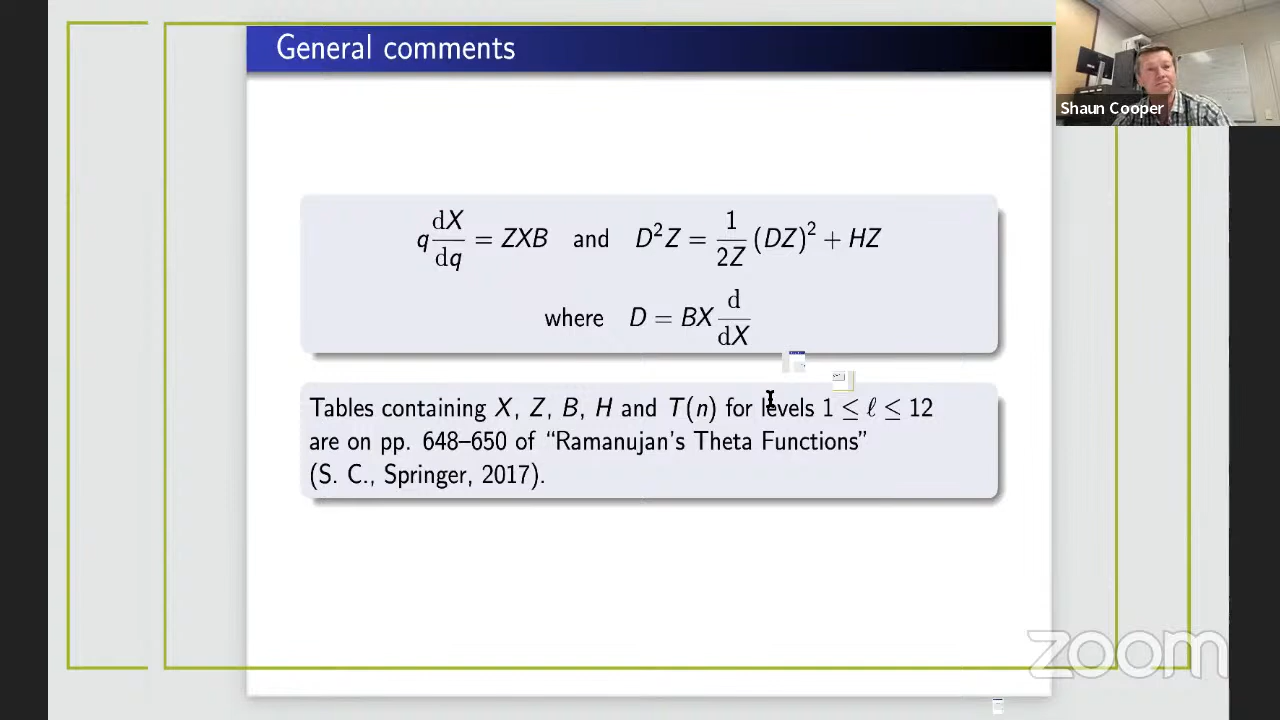 General comments
Shaun Cooper
q dX/dq = ZXB and D²Z = 1/2Z (DZ)² + HZ
where D = BX d/dX
Tables containing X, Z, B, H and T(n) for levels 1 ≤ ℓ ≤ 12
are on pp. 648–650 of “Ramanujan’s Theta Functions”
(S. C., Springer, 2017).
zoom